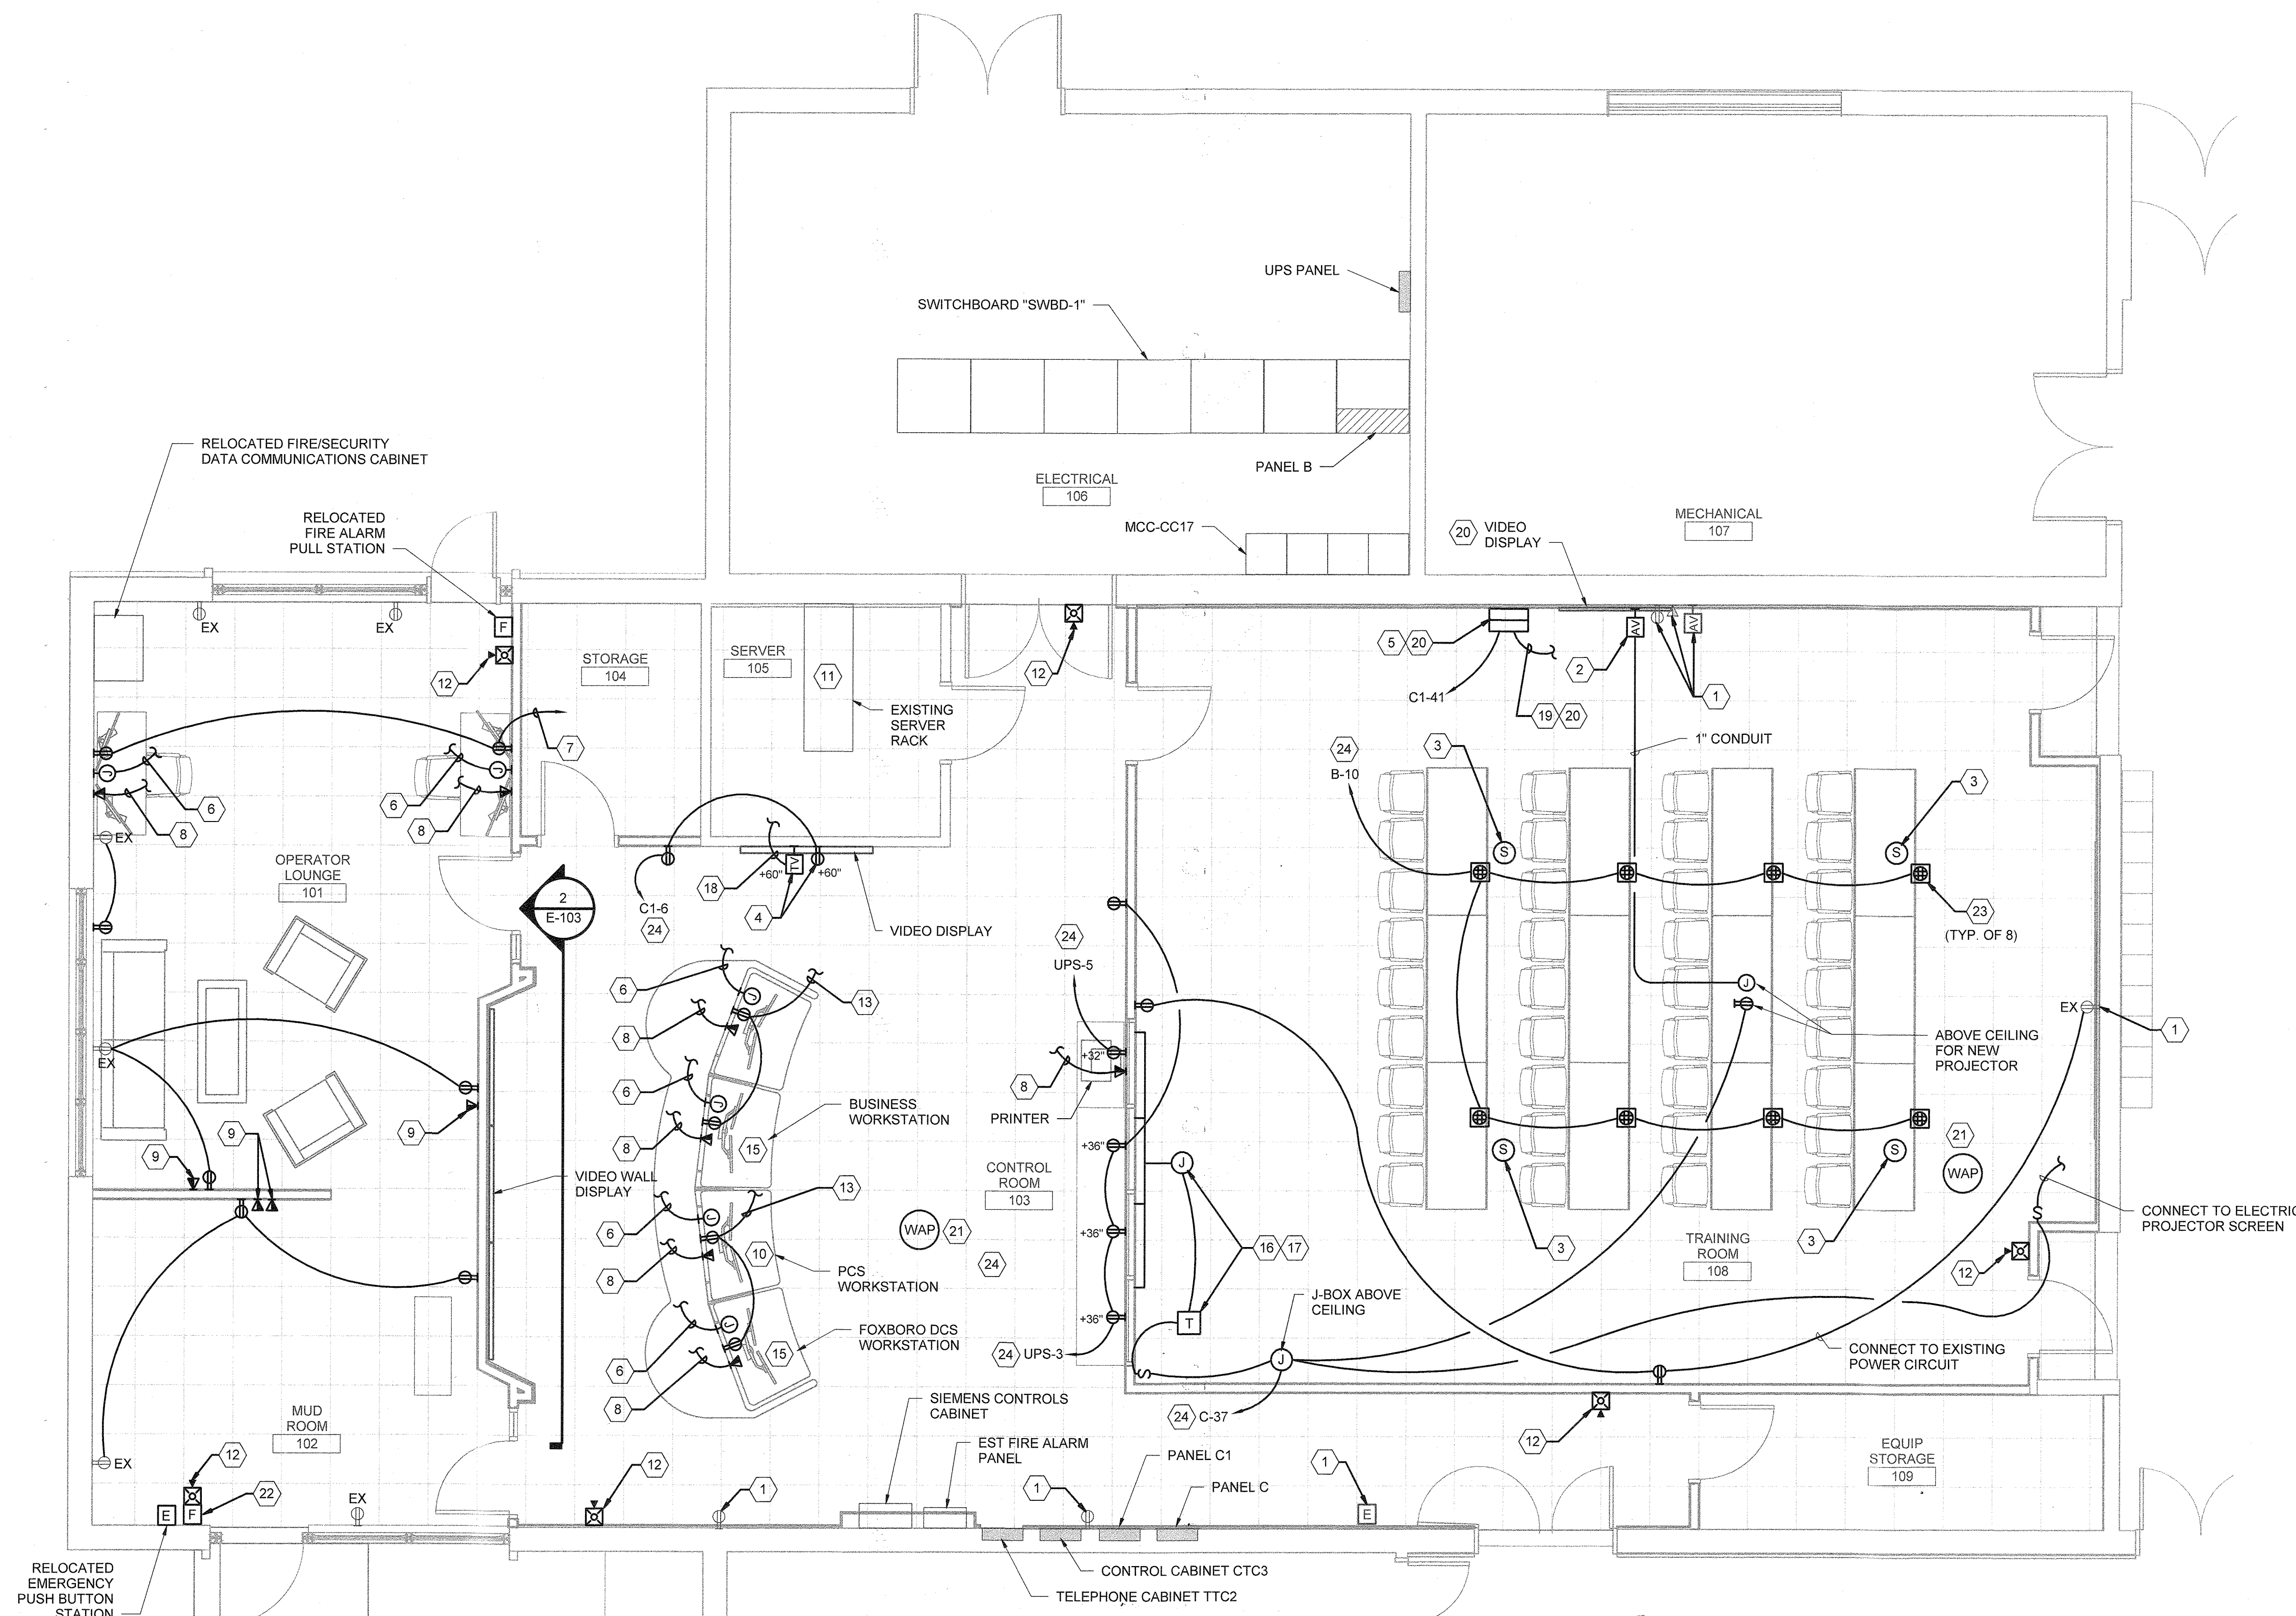 UPS PANEL
SWITCHBOARD "SWBD-1"
RELOCATED FIRE/SECURITY
DATA COMMUNICATIONS CABINET
PANEL B
ELECTRICAL
106
MECHANICAL
107
RELOCATED
FIRE ALARM
PULL STATION
MCC-CC17
20
VIDEO
DISPLAY
EX
EX
F
12
STORAGE
104
SERVER
105
11
EXISTING
SERVER
RACK
12
5
20
C1-41
19
20
AV
AV
2
1
1" CONDUIT
7
J
J
6
6
8
8
EX
24
B-10
3
3
S
S
OPERATOR
LOUNGE
101
2
E-103
18
+60"
TV
+60"
C1-6
24
4
VIDEO DISPLAY
23
(TYP. OF 8)
24
UPS-5
6
J
13
8
J
EX
1
ABOVE CEILING
FOR NEW
PROJECTOR
EX
+32"
8
PRINTER
6
J
BUSINESS
WORKSTATION
8
15
9
9
9
+36"
CONTROL
ROOM
103
J
S
S
21
WAP
VIDEO WALL
DISPLAY
13
6
J
8
10
PCS
WORKSTATION
WAP
21
24
+36"
16
17
3
3
TRAINING
ROOM
108
12
S
CONNECT TO ELECTRIC
PROJECTOR SCREEN
6
J
FOXBORO DCS
WORKSTATION
15
8
+36"
24
UPS-3
T
J-BOX ABOVE
CEILING
J
S
CONNECT TO EXISTING
POWER CIRCUIT
24
C-37
SIEMENS CONTROLS
CABINET
MUD
ROOM
102
EX
12
22
E
F
EX
12
1
EST FIRE ALARM
PANEL
1
PANEL C1
PANEL C
1
E
12
EQUIP
STORAGE
109
RELOCATED
EMERGENCY
PUSH BUTTON
STATION
CONTROL CABINET CTC3
TELEPHONE CABINET TTC2